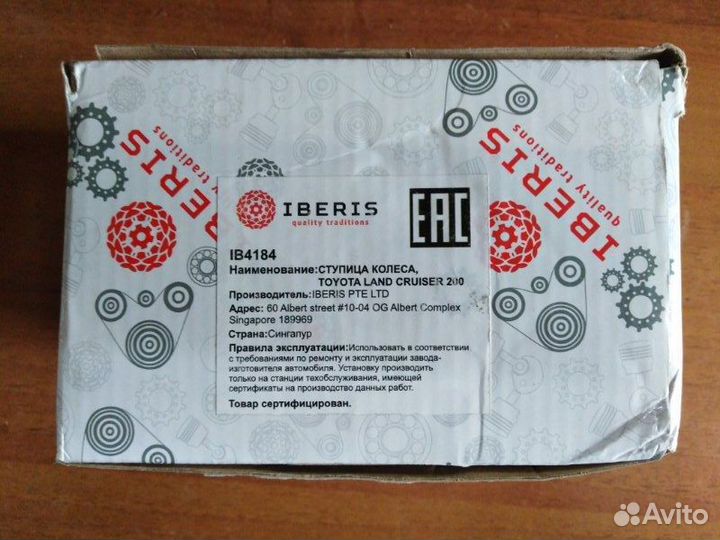 IBERIS
quality traditions
IBERIS
quality traditions
IBERIS
quality traditions
EAC
IB4184
Наименование:СТУПИЦА КОЛЕСА,
TOYOTA LAND CRUISER 200
Производитель:IBERIS PTE LTD
Адрес: 60 Albert street #10-04 OG Albert Complex
Singapore 189969
Страна:Сингапур
Правила эксплуатации:Использовать в соответствии
с требованиями по ремонту и эксплуатации завода-
изготовителя автомобиля. Установку производить
только на станции техобслуживания, имеющей
сертификаты на производство данных работ.
Товар сертифицирован.
Avito